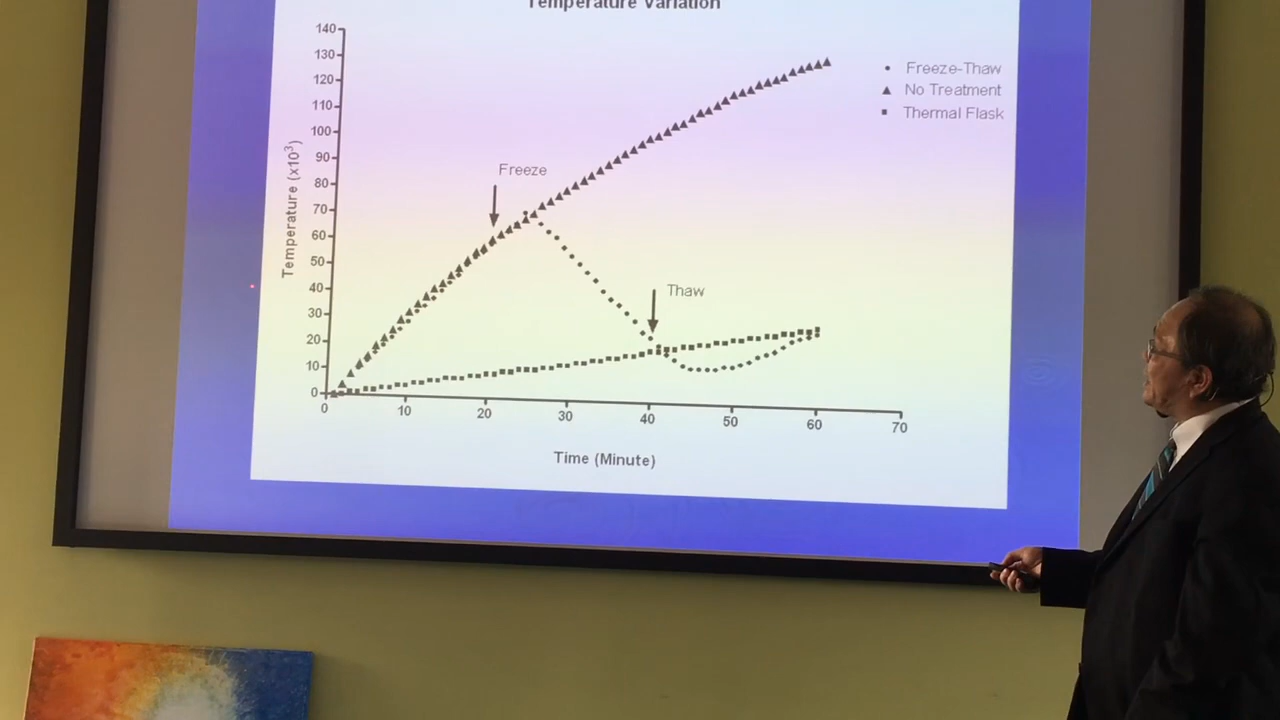 Temperature Variation
140
130
120
110
100
90
80
70
60
50
40
30
20
10
0
Temperature (x10³)
Freeze
Thaw
Freeze-Thaw
No Treatment
Thermal Flask
0 10 20 30 40 50 60 70
Time (Minute)